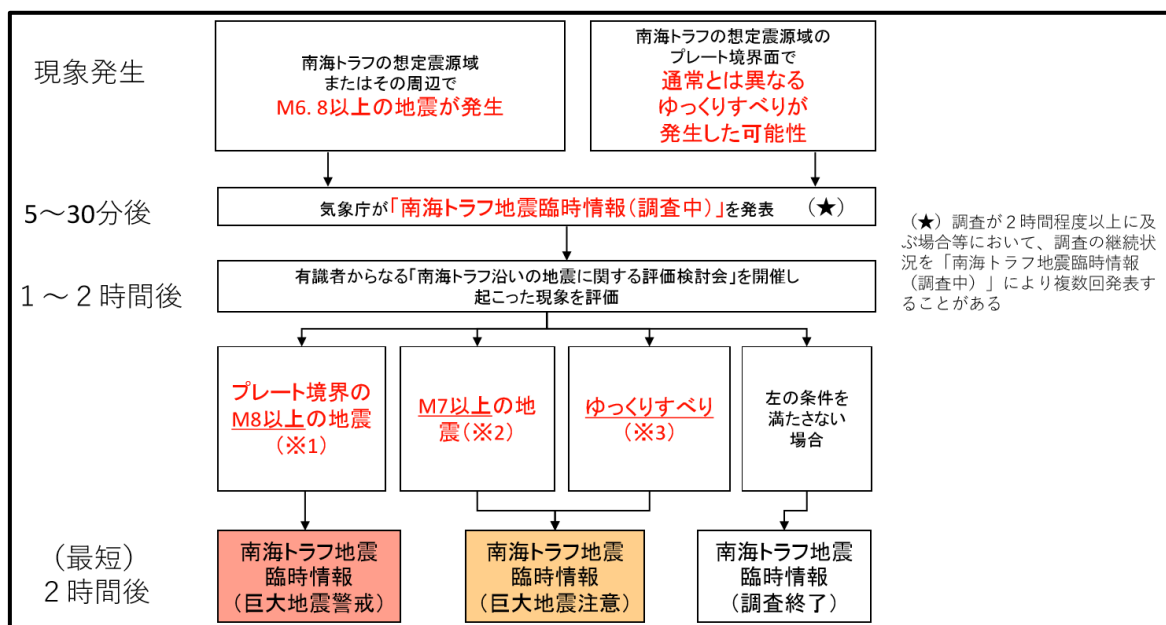 現象発生
南海トラフの想定震源域
またはその周辺で
M6. 8以上の地震が発生
南海トラフの想定震源域の
プレート境界面で
通常とは異なる
ゆっくりすべりが
発生した可能性
5～30分後
気象庁が「南海トラフ地震臨時情報(調査中)」を発表 (★)
(★)調査が２時間程度以上に及
ぶ場合等において、調査の継続状
況を「南海トラフ地震臨時情報
(調査中)」により複数回発表す
ることがある
１～２時間後
有識者からなる「南海トラフ沿いの地震に関する評価検討会」を開催し
起こった現象を評価
プレート境界の
M8以上の地震
(※1)
M7以上の地
震(※2)
ゆっくりすべり
(※3)
左の条件を
満たさない
場合
(最短)
２時間後
南海トラフ地震
臨時情報
(巨大地震警戒)
南海トラフ地震
臨時情報
(巨大地震注意)
南海トラフ地震
臨時情報
(調査終了)